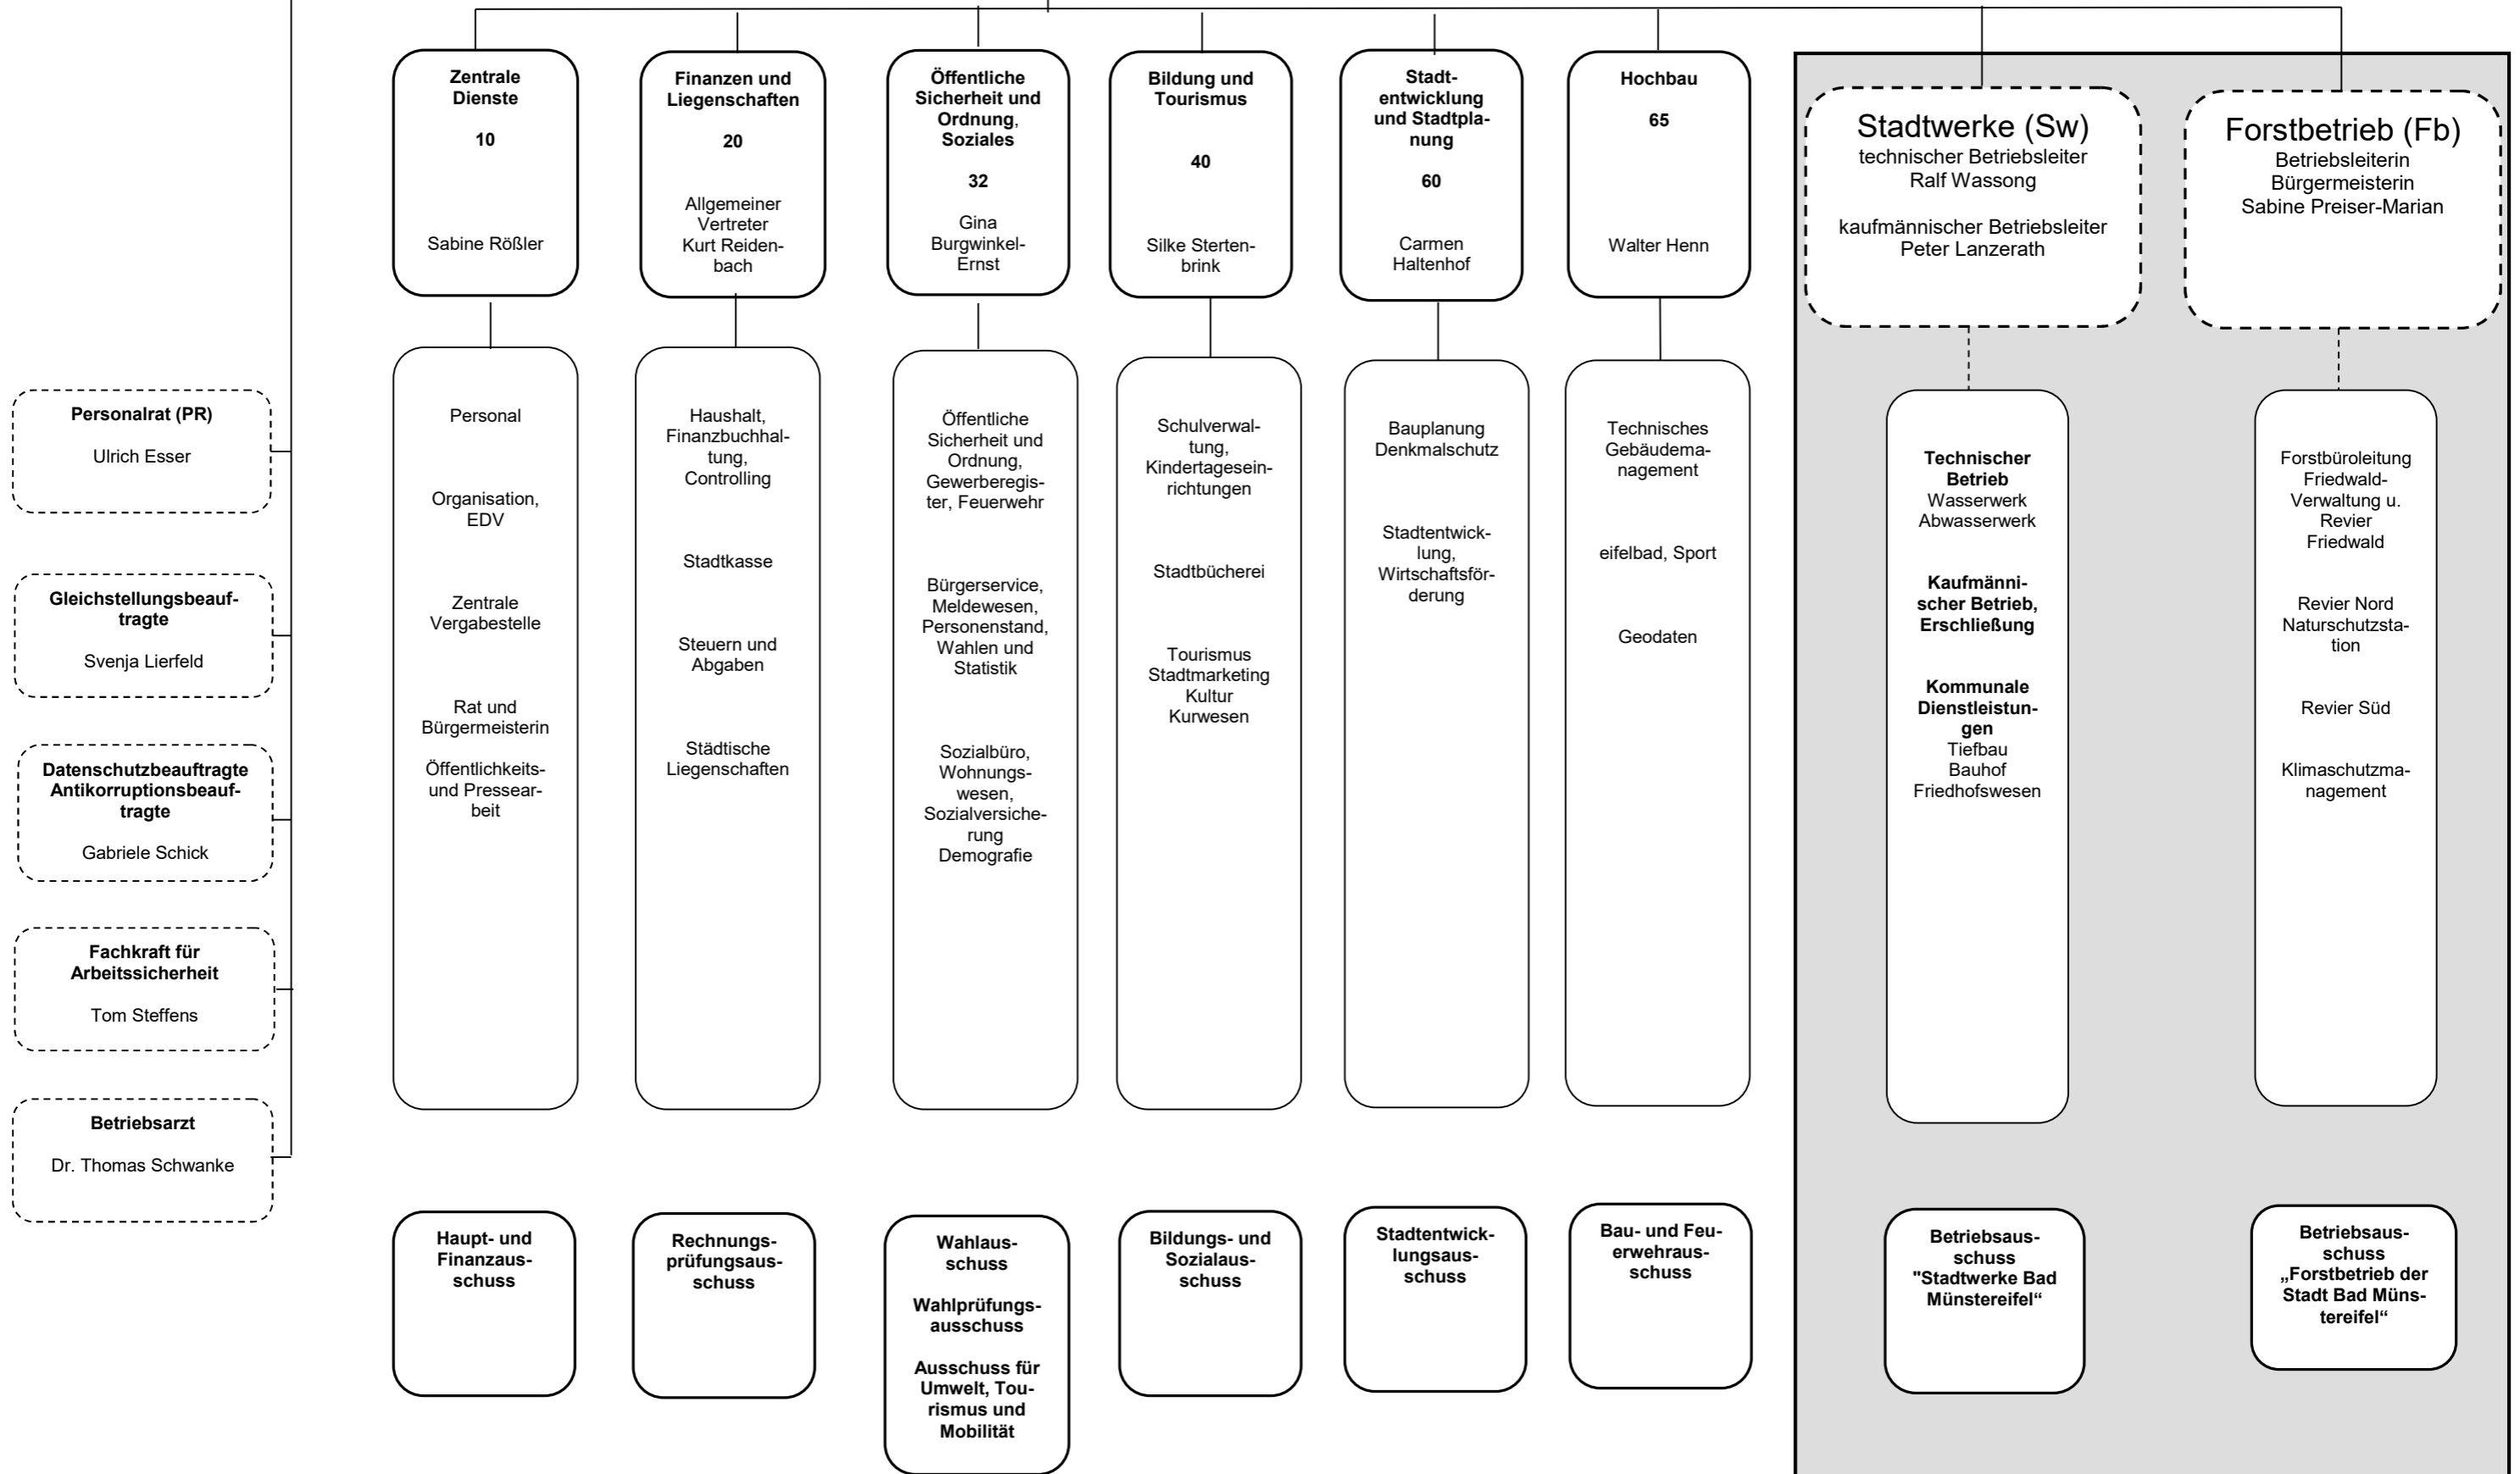 Zentrale
Dienste
10
Sabine Rößler
Finanzen und
Liegenschaften
20
Allgemeiner
Vertreter
Kurt Reiden-
bach
Öffentliche
Sicherheit und
Ordnung,
Soziales
32
Gina
Burgwinkel-
Ernst
Bildung und
Tourismus
40
Silke Sterten-
brink
Stadt-
entwicklung
und Stadtpla-
nung
60
Carmen
Haltenhof
Hochbau
65
Walter Henn
Stadtwerke (Sw)
technischer Betriebsleiter
Ralf Wassong
kaufmännischer Betriebsleiter
Peter Lanzerath
Forstbetrieb (Fb)
Betriebsleiterin
Bürgermeisterin
Sabine Preiser-Marian
Personalrat (PR)
Ulrich Esser
Gleichstellungsbeauf-
tragte
Svenja Lierfeld
Datenschutzbeauftragte
Antikorruptionsbeauf-
tragte
Gabriele Schick
Fachkraft für
Arbeitssicherheit
Tom Steffens
Betriebsarzt
Dr. Thomas Schwanke
Personal
Organisation,
EDV
Zentrale
Vergabestelle
Rat und
Bürgermeisterin
Öffentlichkeits-
und Pressear-
beit
Haushalt,
Finanzbuchhal-
tung,
Controlling
Stadtkasse
Steuern und
Abgaben
Städtische
Liegenschaften
Öffentliche
Sicherheit und
Ordnung,
Gewerberegis-
ter, Feuerwehr
Bürgerservice,
Meldewesen,
Personenstand,
Wahlen und
Statistik
Sozialbüro,
Wohnungs-
wesen,
Sozialversiche-
rung
Demografie
Schulverwal-
tung,
Kindertagesein-
richtungen
Stadtbücherei
Tourismus
Stadtmarketing
Kultur
Kurwesen
Bauplanung
Denkmalschutz
Stadtentwick-
lung,
Wirtschaftsför-
derung
Technisches
Gebäudema-
nagement
eifelbad, Sport
Geodaten
Technischer
Betrieb
Wasserwerk
Abwasserwerk
Kaufmänni-
scher Betrieb,
Erschließung
Kommunale
Dienstleistun-
gen
Tiefbau
Bauhof
Friedhofswesen
Forstbüroleitung
Friedwald-
Verwaltung u.
Revier
Friedwald
Revier Nord
Naturschutzsta-
tion
Revier Süd
Klimaschutzma-
nagement
Haupt- und
Finanzaus-
schuss
Rechnungs-
prüfungsaus-
schuss
Wahlaus-
schuss
Wahlprüfungs-
ausschuss
Ausschuss für
Umwelt, Tou-
rismus und
Mobilität
Bildungs- und
Sozialaus-
schuss
Stadtentwick-
lungsaus-
schuss
Bau- und Feu-
erwehraus-
schuss
Betriebsaus-
schuss
"Stadtwerke Bad
Münstereifel“
Betriebsaus-
schuss
„Forstbetrieb der
Stadt Bad Müns-
tereifel“